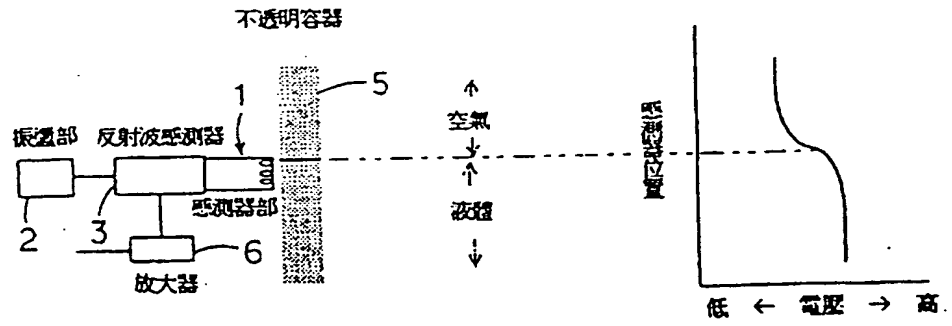 不透明容器
1
5
振盪部
反射波感測器
空氣
感測器部
液體
2
3
6
放大器
感測器位置
低 ← 電壓 → 高